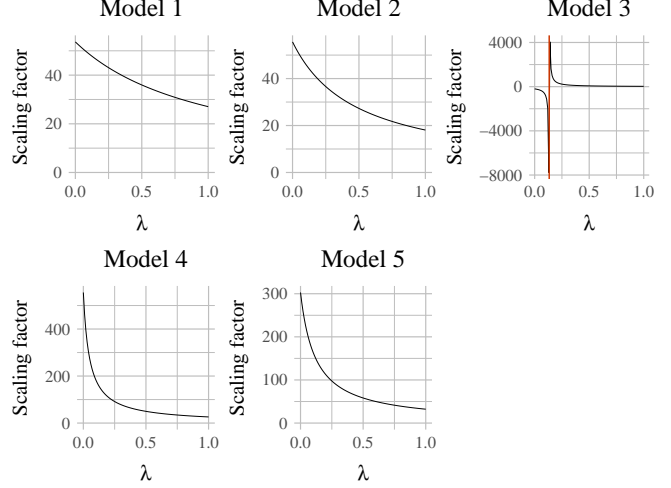 Model 1
Scaling factor
40
20
0
0.0 0.5 1.0
λ
Model 2
Scaling factor
40
20
0
0.0 0.5 1.0
λ
Model 3
Scaling factor
4000
0
−4000
−8000
0.0 0.5 1.0
λ
Model 4
Scaling factor
400
200
0
0.0 0.5 1.0
λ
Model 5
Scaling factor
300
200
100
0
0.0 0.5 1.0
λ